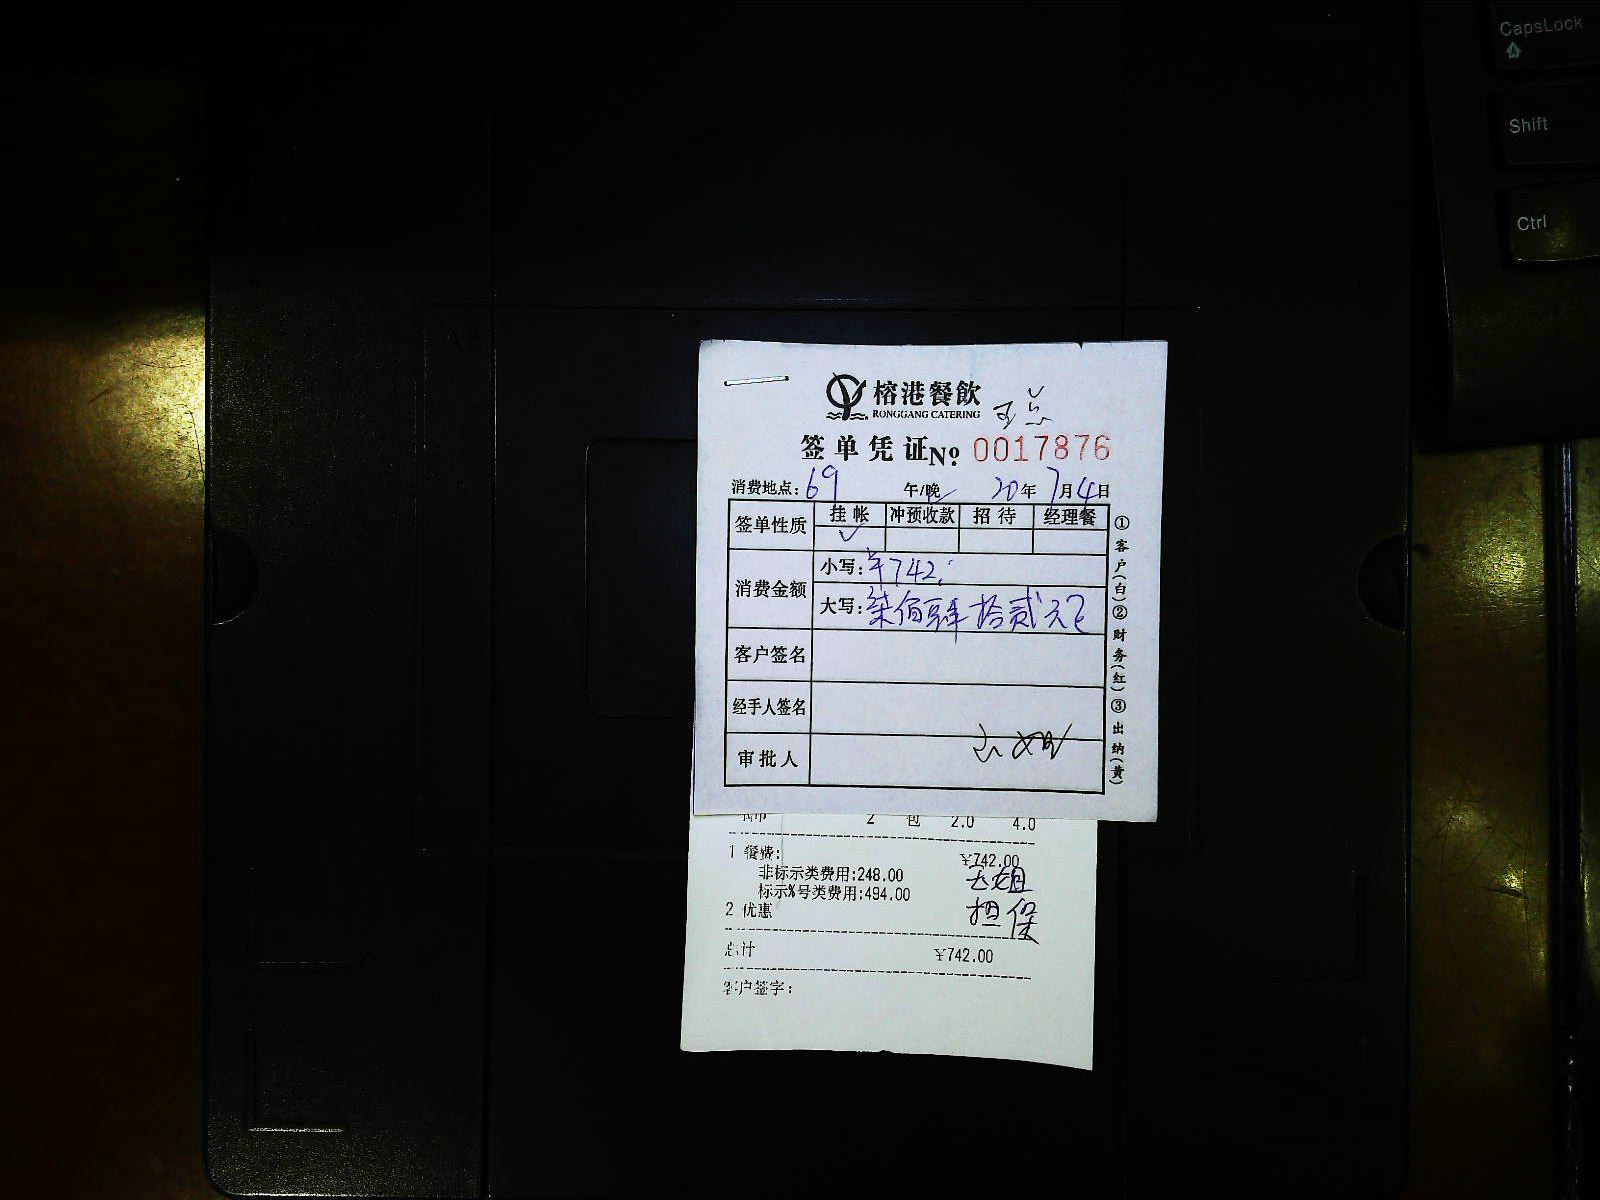 CapsLock
Shift
Ctrl
榕港餐飲
RONGGANG CATERING
签单凭证№ 0017876
消费地点:69 午/晚 20年7月4日
签单性质 挂帐 冲预收款 招待 经理餐
消费金额 小写:¥742.
大写:柒佰肆拾贰元
客户签名
经手人签名
审批人
①客户(白)②财务(红)③出纳(黄)
2 包 2.0 4.0
1 餐费: ¥742.00
非标示类费用:248.00
标示%号类费用:494.00
担保
2 优惠
总计 ¥742.00
客户签字: